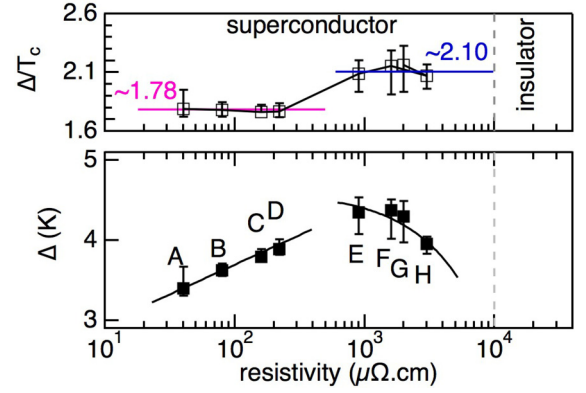 2.6
superconductor
Δ/Tc
2.1
~2.10
~1.78
insulator
1.6
5
Δ (K)
4
C D
A
B
E
F
G H
3
10^1
10^2
10^3
10^4
resistivity (μΩ.cm)